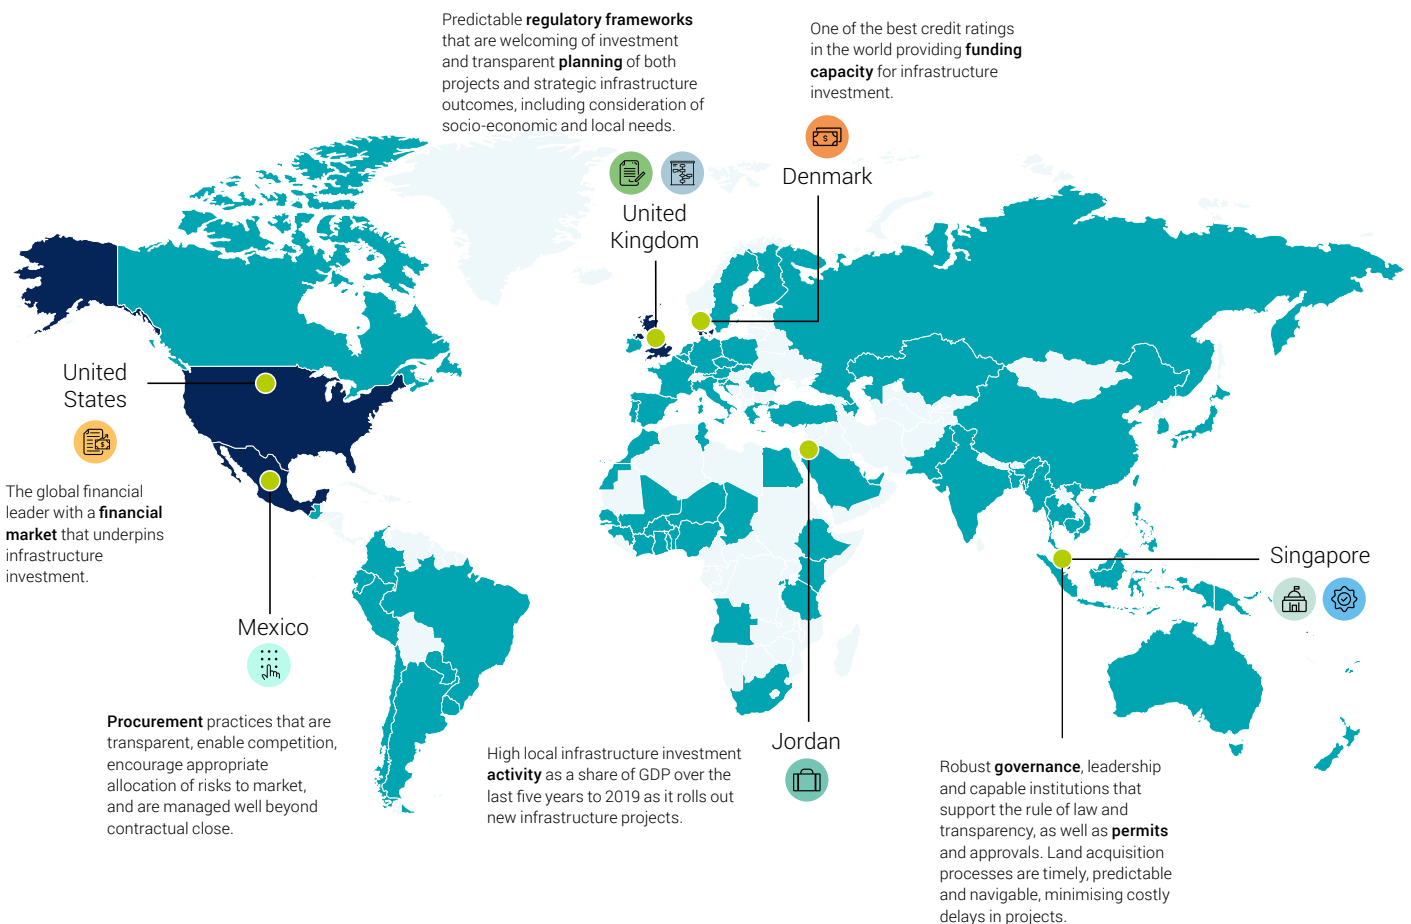 Predictable regulatory frameworks
that are welcoming of investment
and transparent planning of both
projects and strategic infrastructure
outcomes, including consideration of
socio-economic and local needs.
United
Kingdom
One of the best credit ratings
in the world providing funding
capacity for infrastructure
investment.
$
Denmark
United
States
$
The global financial
leader with a financial
market that underpins
infrastructure
investment.
Mexico
Procurement practices that are
transparent, enable competition,
encourage appropriate
allocation of risks to market,
and are managed well beyond
contractual close.
High local infrastructure investment
activity as a share of GDP over the
last five years to 2019 as it rolls out
new infrastructure projects.
Jordan
Singapore
Robust governance, leadership
and capable institutions that
support the rule of law and
transparency, as well as permits
and approvals. Land acquisition
processes are timely, predictable
and navigable, minimising costly
delays in projects.